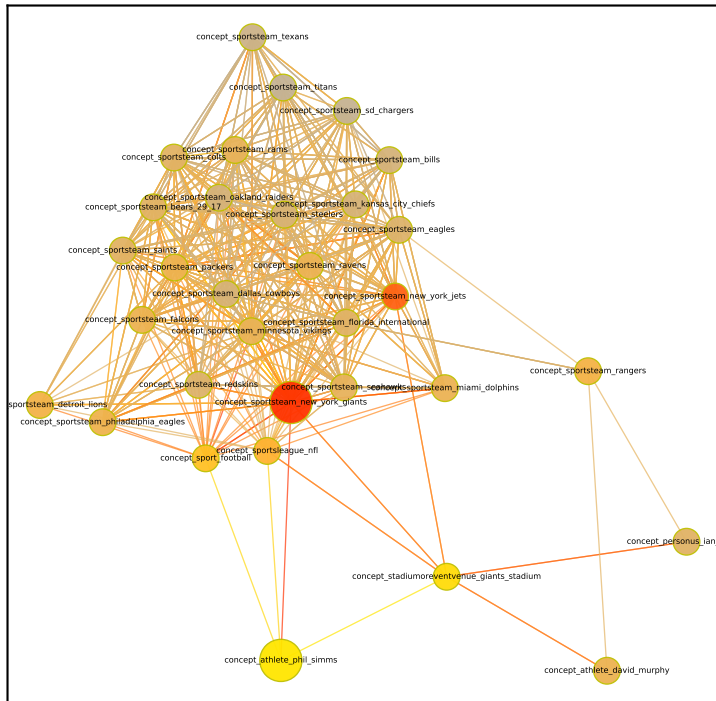 concept_sportsteam_texans
concept_sportsteam_titans
concept_sportsteam_sd_chargers
concept_sportsteam_rams
concept_sportsteam_colts
concept_sportsteam_bills
concept_sportsteam_oakland_raiders
concept_sportsteam_kansas_city_chiefs
concept_sportsteam_bears_29_17
concept_sportsteam_steelers
concept_sportsteam_eagles
concept_sportsteam_saints
concept_sportsteam_packers
concept_sportsteam_ravens
concept_sportsteam_dallas_cowboys
concept_sportsteam_new_york_jets
concept_sportsteam_falcons
concept_sportsteam_florida_international
concept_sportsteam_minnesota_vikings
concept_sportsteam_rangers
concept_sportsteam_redskins
concept_sportsteam_seahawks
concept_sportsteam_miami_dolphins
sportsteam_detroit_lions
concept_sportsteam_new_york_giants
concept_sportsteam_philadelphia_eagles
concept_sportsleague_nfl
concept_sport_football
concept_personus_ian
concept_stadiumoreventvenue_giants_stadium
concept_athlete_phil_simms
concept_athlete_david_murphy